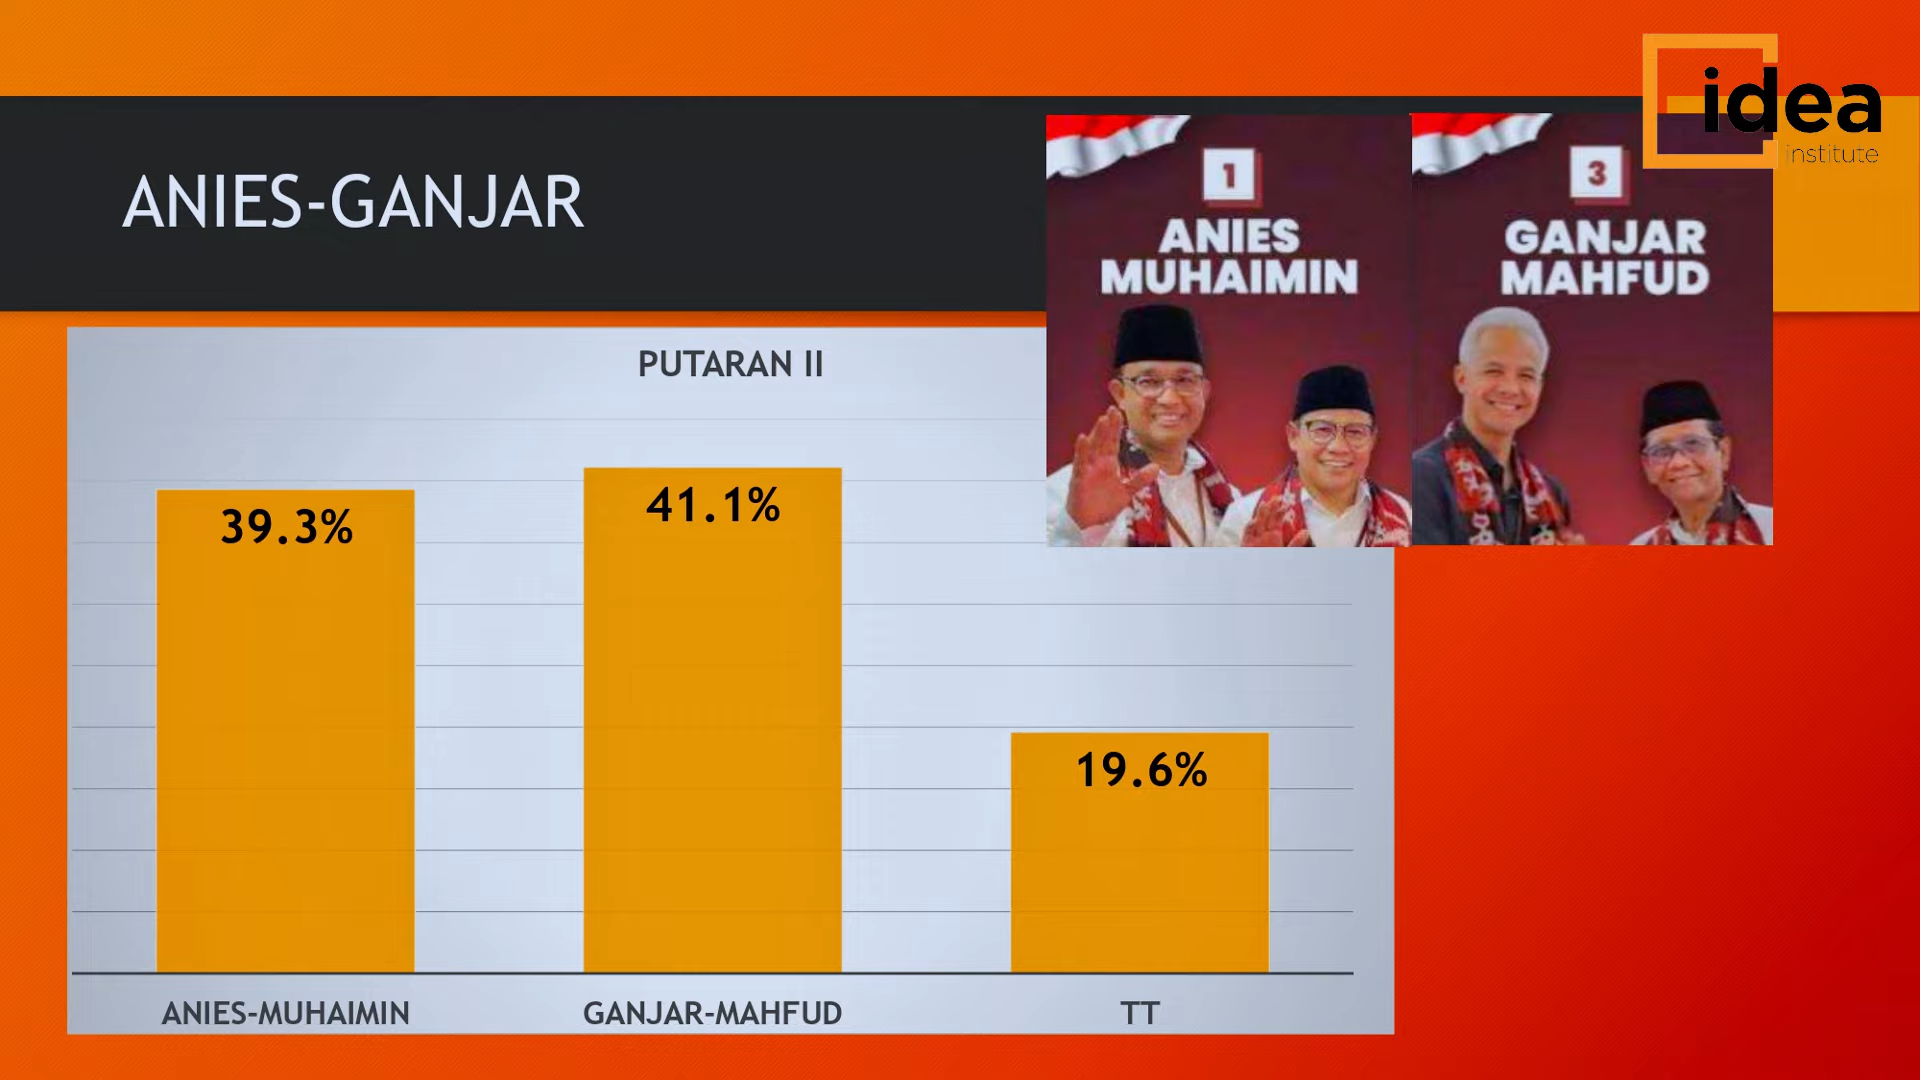 idea
institute
ANIES-GANJAR
1
ANIES
MUHAIMIN
3
GANJAR
MAHFUD
PUTARAN II
39.3%
41.1%
19.6%
ANIES-MUHAIMIN
GANJAR-MAHFUD
TT